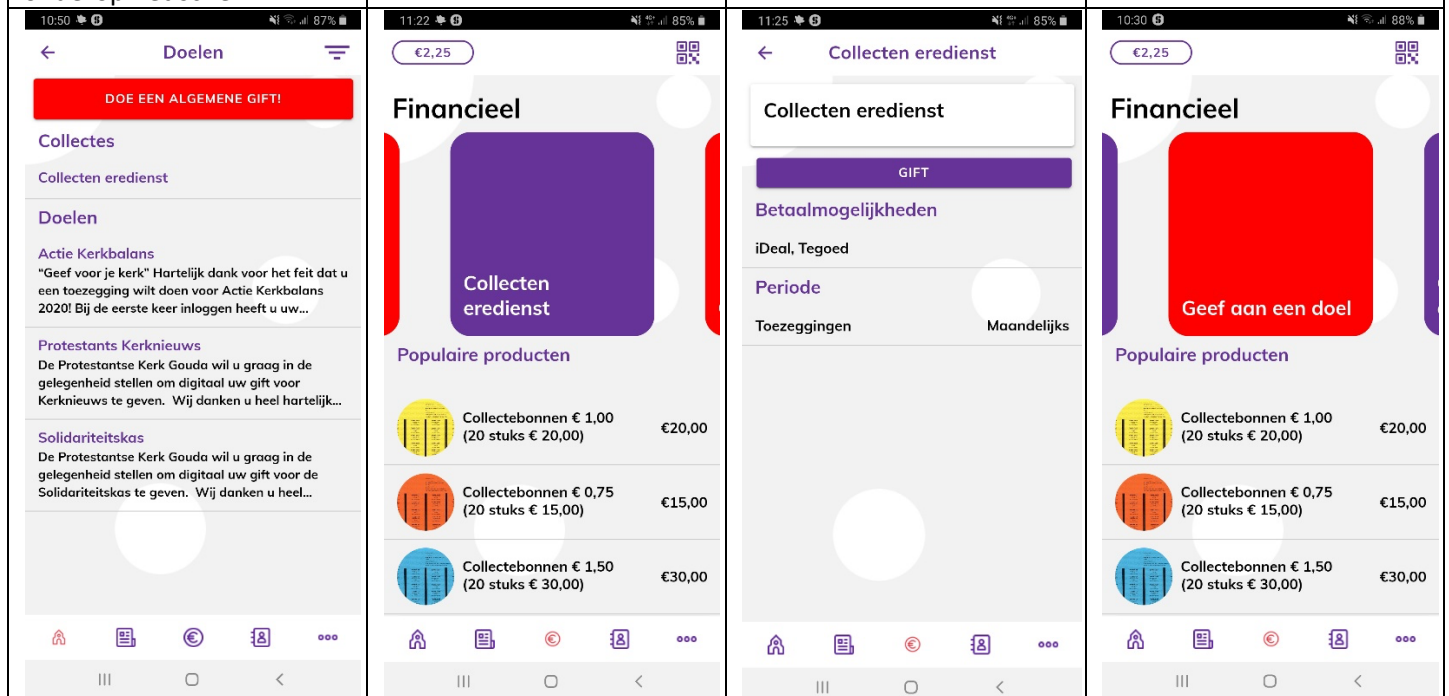 10:50 87%
Doelen
DOE EEN ALGEMENE GIFT!
Collectes
Collecten eredienst
Doelen
Actie Kerkbalans
“Geef voor je kerk” Hartelijk dank voor het feit dat u
een toezegging wilt doen voor Actie Kerkbalans
2020! Bij de eerste keer inloggen heeft u uw...
Protestants Kerknieuws
De Protestantse Kerk Gouda wil u graag in de
gelegenheid stellen om digitaal uw gift voor
Kerknieuws te geven. Wij danken u heel hartelijk...
Solidariteitskas
De Protestantse Kerk Gouda wil u graag in de
gelegenheid stellen om digitaal uw gift voor de
Solidariteitskas te geven. Wij danken u heel...
11:22 85%
€2,25
Financieel
Collecten
eredienst
Populaire producten
Collectebonnen € 1,00
(20 stuks € 20,00)
€20,00
Collectebonnen € 0,75
(20 stuks € 15,00)
€15,00
Collectebonnen € 1,50
(20 stuks € 30,00)
€30,00
11:25 85%
Collecten eredienst
Collecten eredienst
GIFT
Betaalmogelijkheden
iDeal, Tegoed
Periode
Toezeggingen Maandelijks
10:30 88%
€2,25
Financieel
Geef aan een doel
Populaire producten
Collectebonnen € 1,00
(20 stuks € 20,00)
€20,00
Collectebonnen € 0,75
(20 stuks € 15,00)
€15,00
Collectebonnen € 1,50
(20 stuks € 30,00)
€30,00